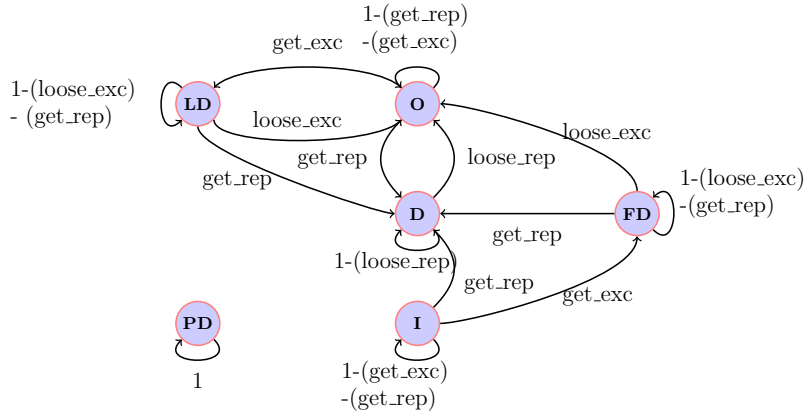 1-(get_rep)
-(get_exc)
get_exc
1-(loose_exc)
- (get_rep)
LD
O
loose_exc
loose_exc
get_rep
loose_rep
get_rep
1-(loose_exc)
-(get_rep)
D
FD
get_rep
1-(loose_rep)
get_rep
get_exc
PD
I
1
1-(get_exc)
-(get_rep)